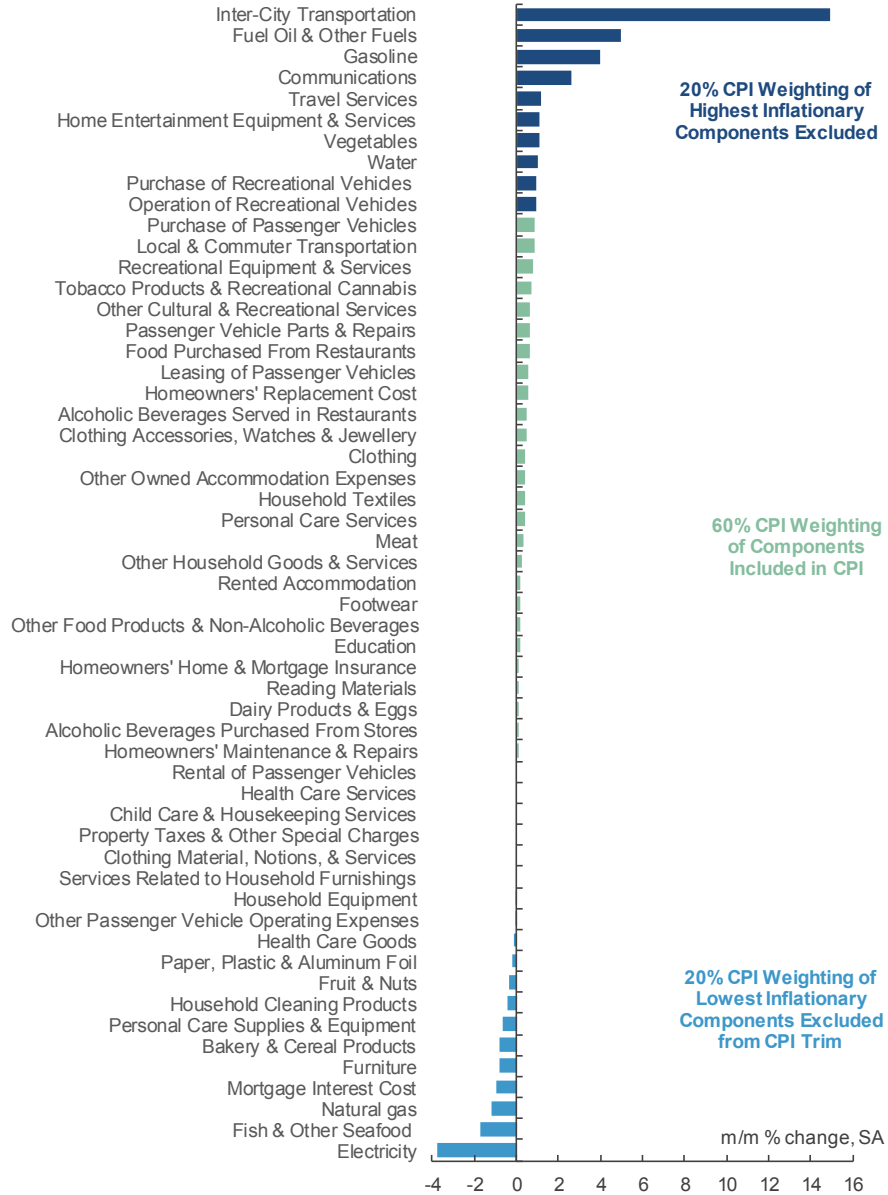 Inter-City Transportation
Fuel Oil & Other Fuels
Gasoline
Communications
Travel Services
Home Entertainment Equipment & Services
Vegetables
Water
Purchase of Recreational Vehicles
Operation of Recreational Vehicles
Purchase of Passenger Vehicles
Local & Commuter Transportation
Recreational Equipment & Services
Tobacco Products & Recreational Cannabis
Other Cultural & Recreational Services
Passenger Vehicle Parts & Repairs
Food Purchased From Restaurants
Leasing of Passenger Vehicles
Homeowners' Replacement Cost
Alcoholic Beverages Served in Restaurants
Clothing Accessories, Watches & Jewellery
Clothing
Other Owned Accommodation Expenses
Household Textiles
Personal Care Services
Meat
Other Household Goods & Services
Rented Accommodation
Footwear
Other Food Products & Non-Alcoholic Beverages
Education
Homeowners' Home & Mortgage Insurance
Reading Materials
Dairy Products & Eggs
Alcoholic Beverages Purchased From Stores
Homeowners' Maintenance & Repairs
Rental of Passenger Vehicles
Health Care Services
Child Care & Housekeeping Services
Property Taxes & Other Special Charges
Clothing Material, Notions, & Services
Services Related to Household Furnishings
Household Equipment
Other Passenger Vehicle Operating Expenses
Health Care Goods
Paper, Plastic & Aluminum Foil
Fruit & Nuts
Household Cleaning Products
Personal Care Supplies & Equipment
Bakery & Cereal Products
Furniture
Mortgage Interest Cost
Natural gas
Fish & Other Seafood
Electricity
20% CPI Weighting of
Highest Inflationary
Components Excluded
60% CPI Weighting
of Components
Included in CPI
20% CPI Weighting of
Lowest Inflationary
Components Excluded
from CPI Trim
m/m % change, SA
-4 -2 0 2 4 6 8 10 12 14 16